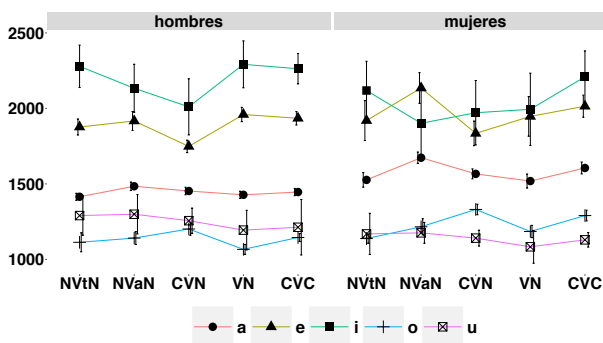 hombres mujeres
2500
2000
1500
1000
NVtN NVaN CVN VN CVC NVtN NVaN CVN VN CVC
a e i o u